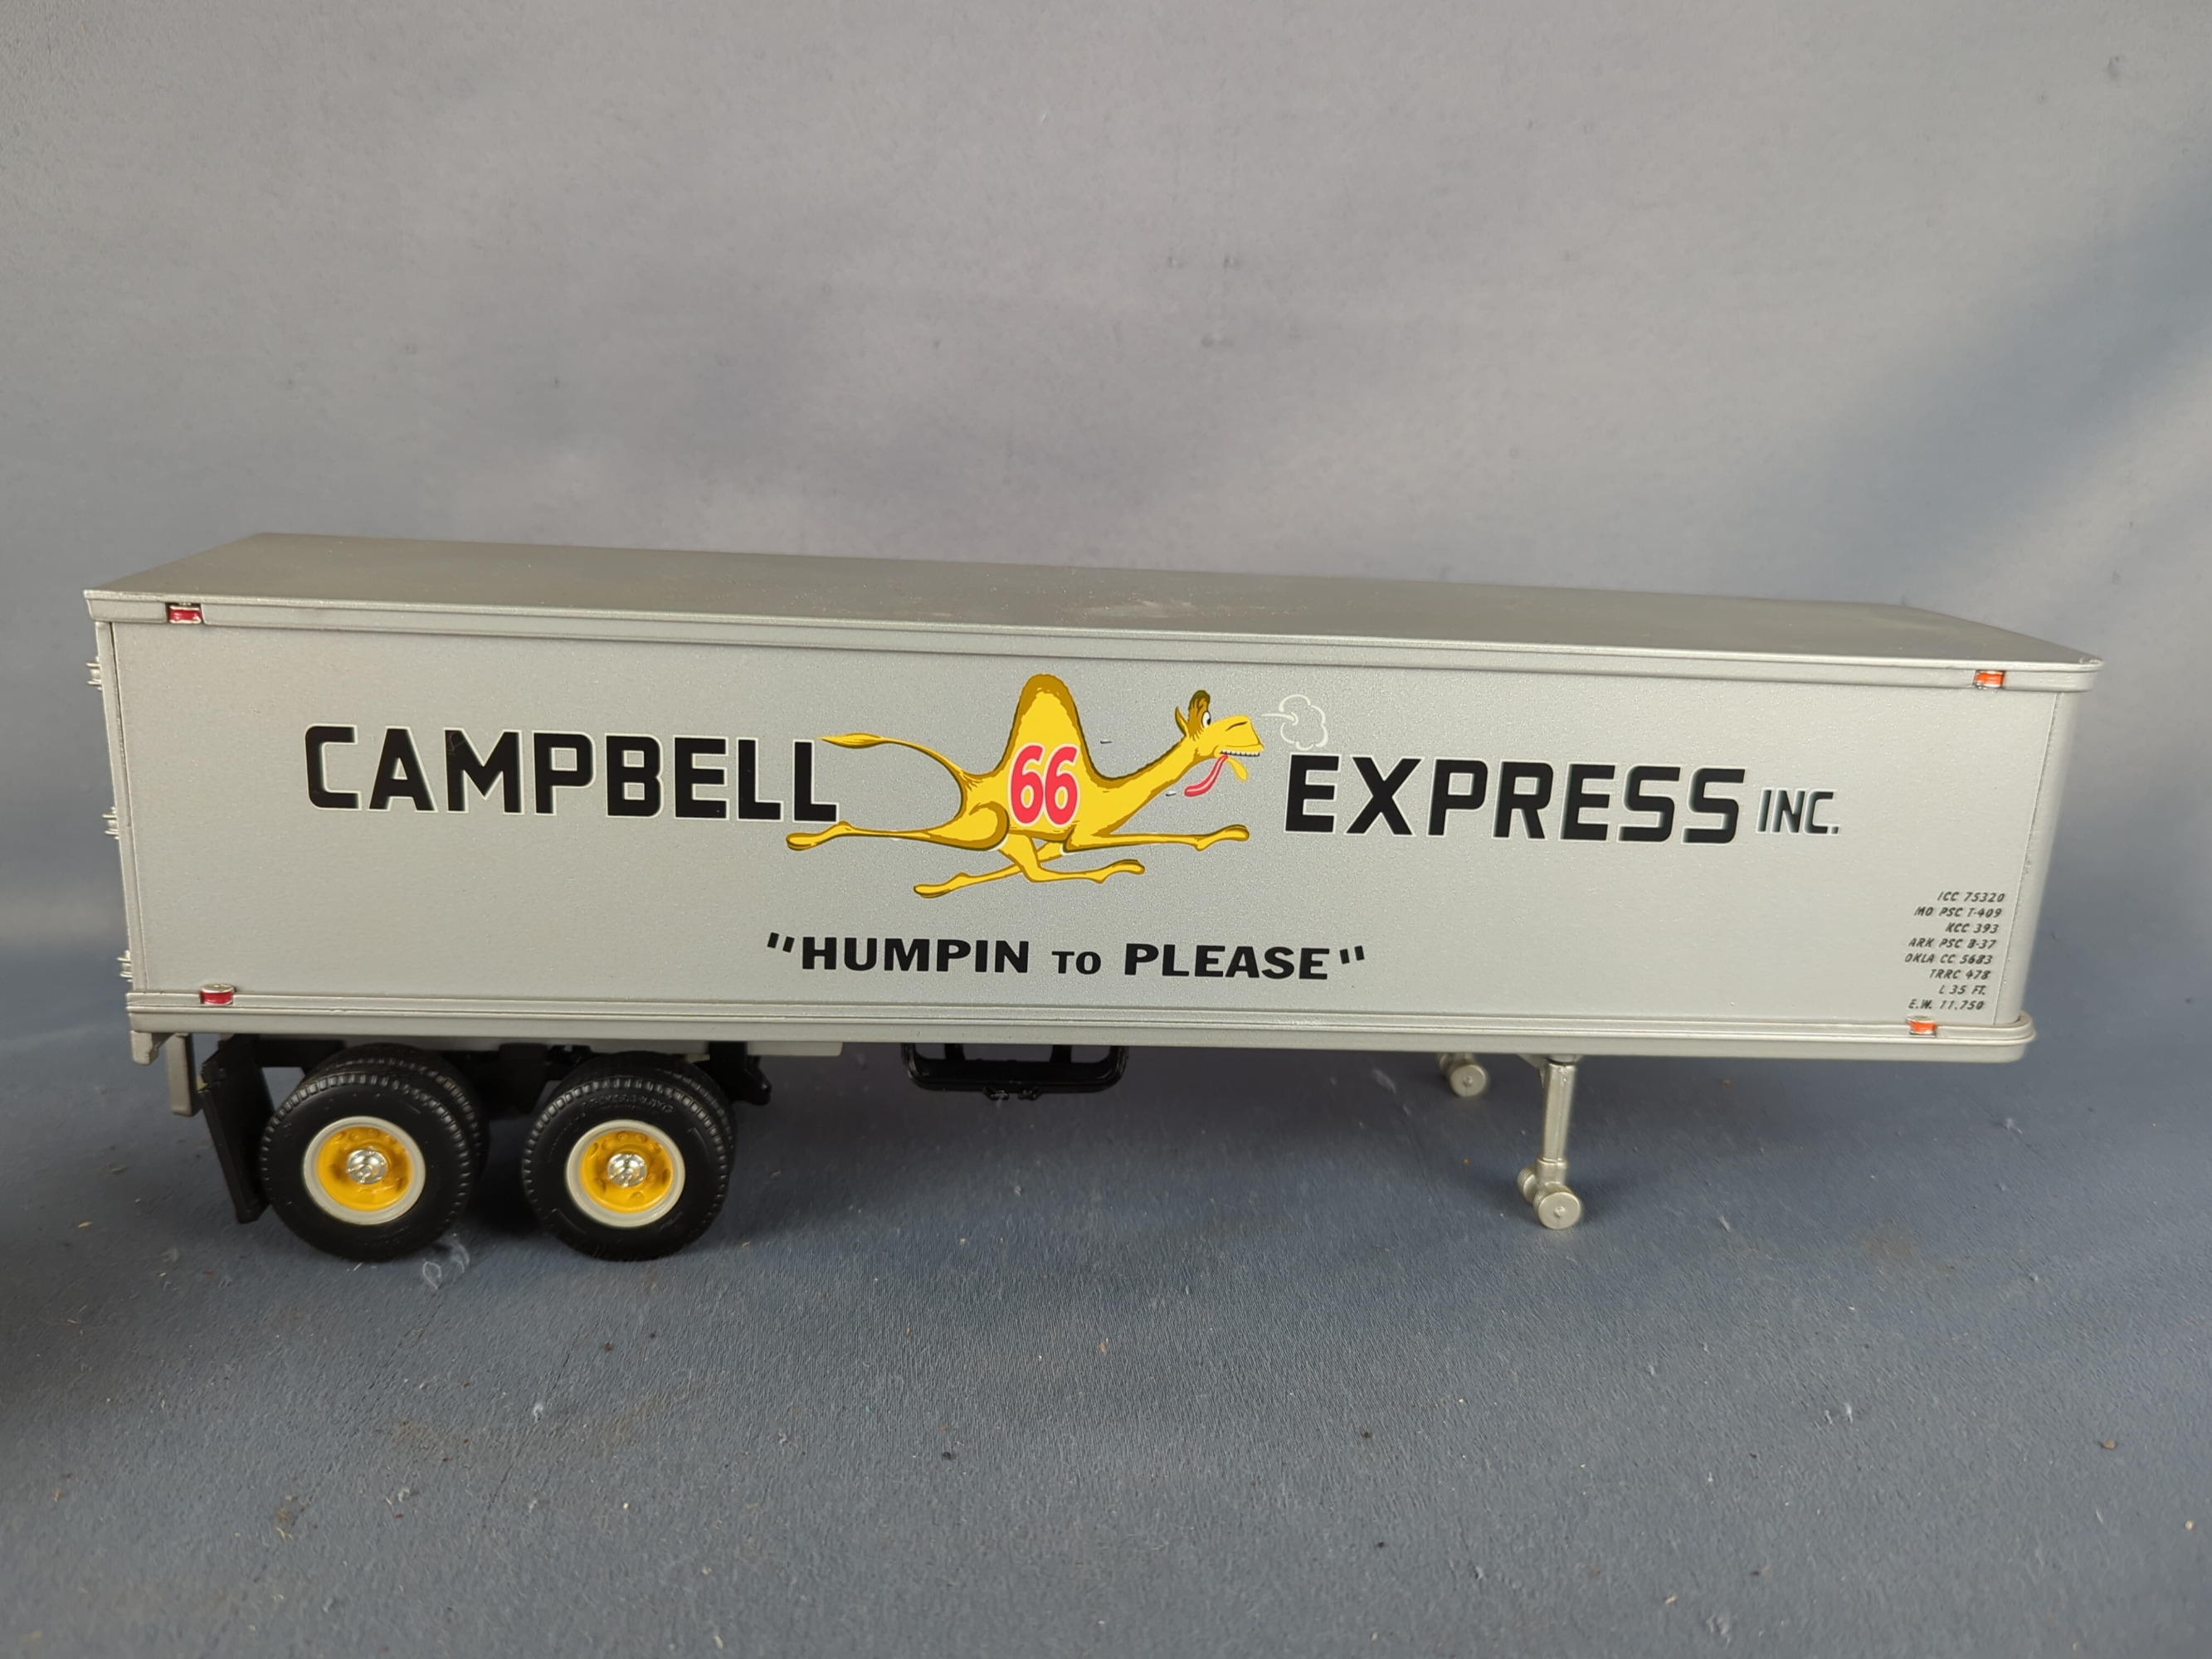 CAMPBELL 66 EXPRESS INC.
"HUMPIN TO PLEASE"
ICC 75320
MO PSC T-409
KCC 393
ARK PSC B-37
OKLA CC 5683
TRRC 478
L 35 FT.
E.W. 11,750